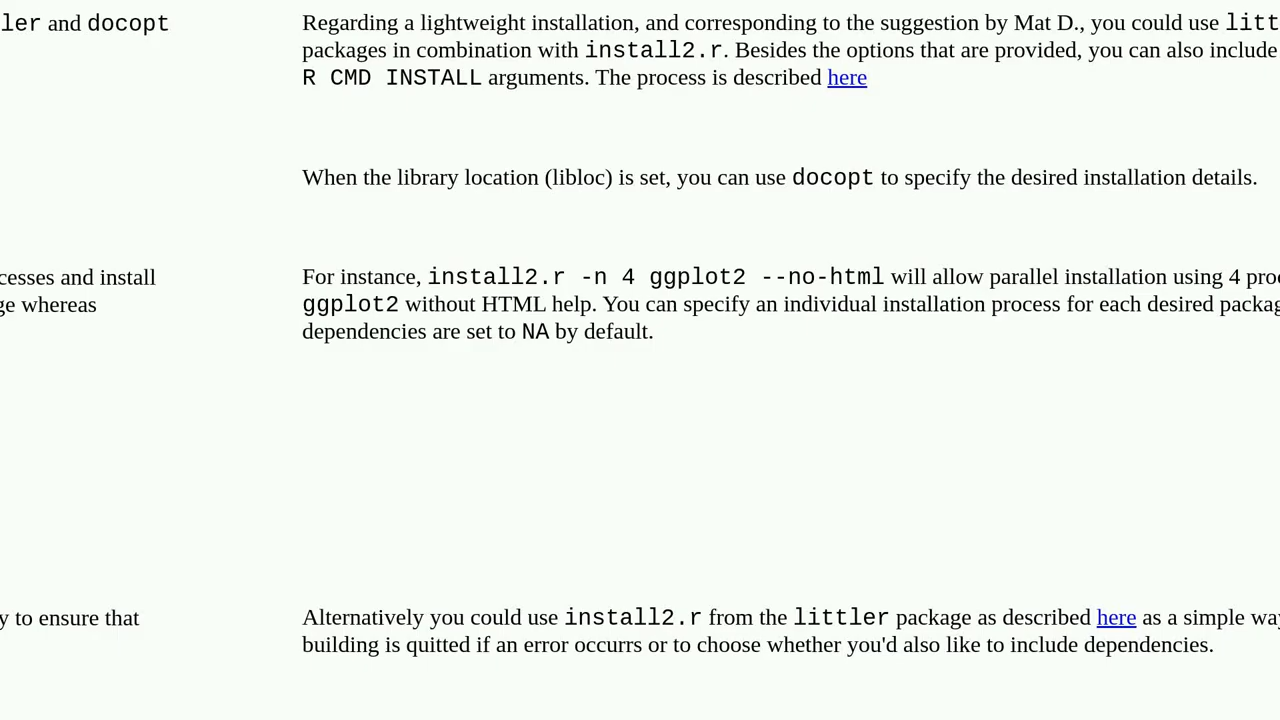 ler and docopt
Regarding a lightweight installation, and corresponding to the suggestion by Mat D., you could use litt
packages in combination with install2.r. Besides the options that are provided, you can also include
R CMD INSTALL arguments. The process is described here
When the library location (libloc) is set, you can use docopt to specify the desired installation details.
cesses and install
ge whereas
For instance, install2.r -n 4 ggplot2 --no-html will allow parallel installation using 4 proc
ggplot2 without HTML help. You can specify an individual installation process for each desired packag
dependencies are set to NA by default.
y to ensure that
Alternatively you could use install2.r from the littler package as described here as a simple way
building is quitted if an error occurrs or to choose whether you'd also like to include dependencies.